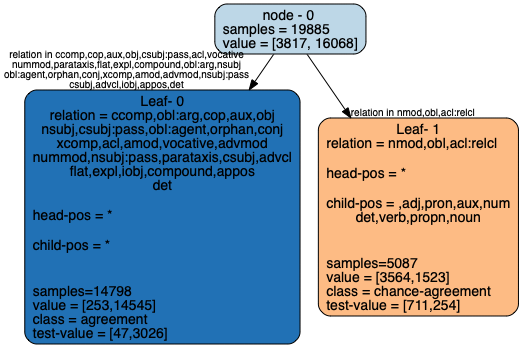 node - 0
samples = 19885
value = [3817, 16068]
relation in ccomp,cop,aux,obj,csubj:pass,acl,vocative
nummod,parataxis,flat,expl,compound,obl:arg,nsubj
obl:agent,orphan,conj,xcomp,amod,advmod,nsubj:pass
csubj,advcl,iobj,appos,det
relation in nmod,obl,acl:relcl
Leaf- 0
relation = ccomp,obl:arg,cop,aux,obj
nsubj,csubj:pass,obl:agent,orphan,conj
xcomp,acl,amod,vocative,advmod
nummod,nsubj:pass,parataxis,csubj,advcl
flat,expl,iobj,compound,appos
det
head-pos = *
child-pos = *
samples=14798
value = [253,14545]
class = agreement
test-value = [47,3026]
Leaf- 1
relation = nmod,obl,acl:relcl
head-pos = *
child-pos = ,adj,pron,aux,num
det,verb,propn,noun
samples=5087
value = [3564,1523]
class = chance-agreement
test-value = [711,254]